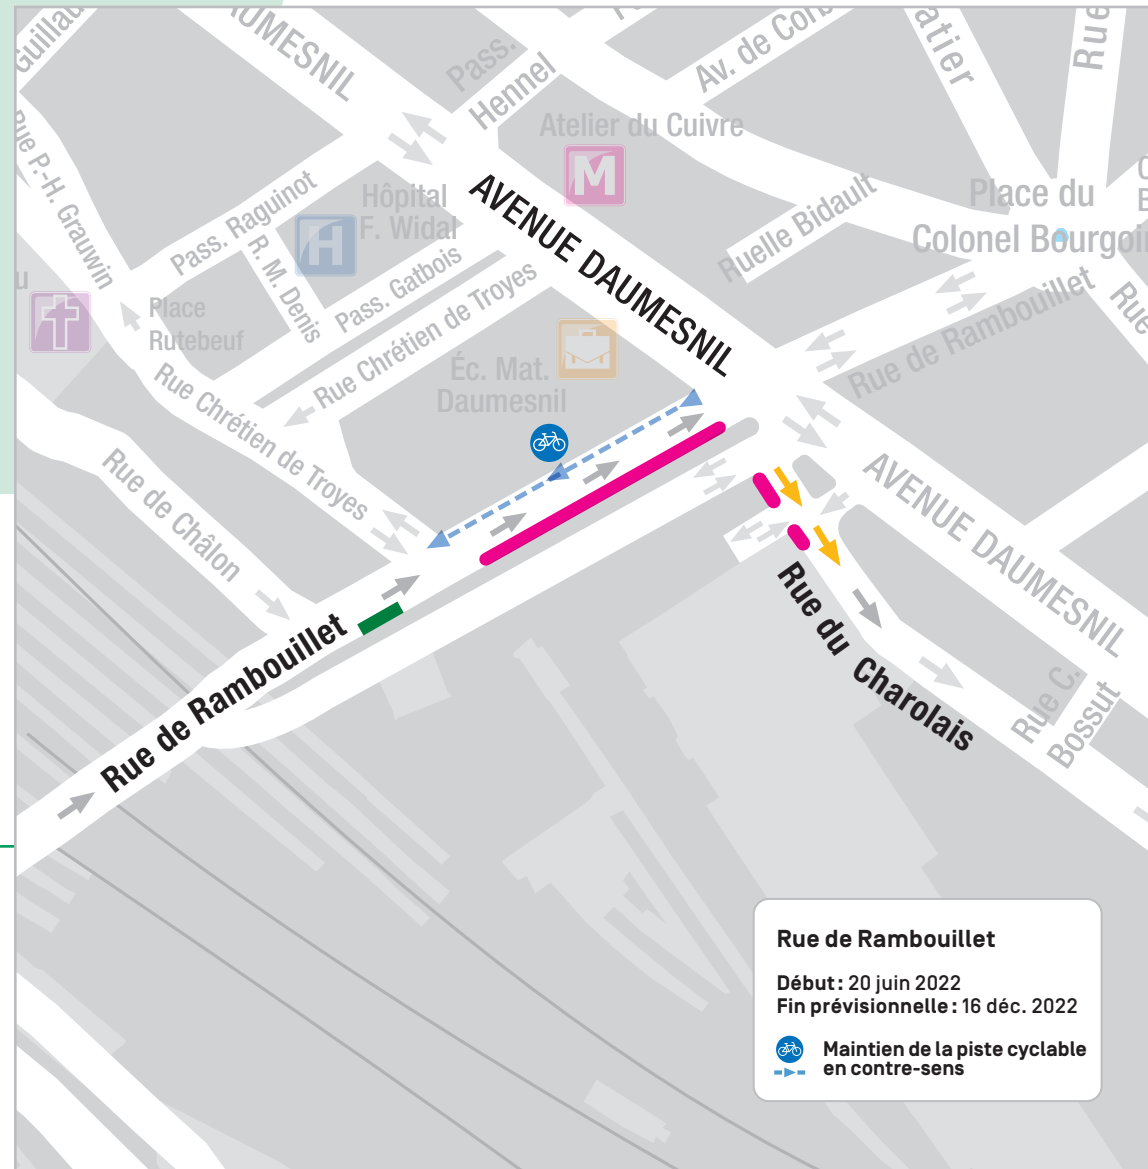 AUMESNIL
Pass.
Hennel
Av. de Corb
atier
Rue
Rue P.-H. Grauwin
Atelier du Cuivre
M
Hôpital
F. Widal
H
AVENUE DAUMESNIL
Place du
Colonel Bourgoin
Ruelle Bidault
Pass. Raguinot
R. M. Denis
Pass. Gatbois
Rue Chrétien de Troyes
Rue de Rambouillet
Rue
Place
Rutebeuf
Éc. Mat.
Daumesnil
Rue Chrétien de Troyes
Rue de Châlon
AVENUE DAUMESNIL
Rue de Rambouillet
Rue du Charolais
Rue C.
Bossut
Rue de Rambouillet
Début : 20 juin 2022
Fin prévisionnelle : 16 déc. 2022
Maintien de la piste cyclable
en contre-sens